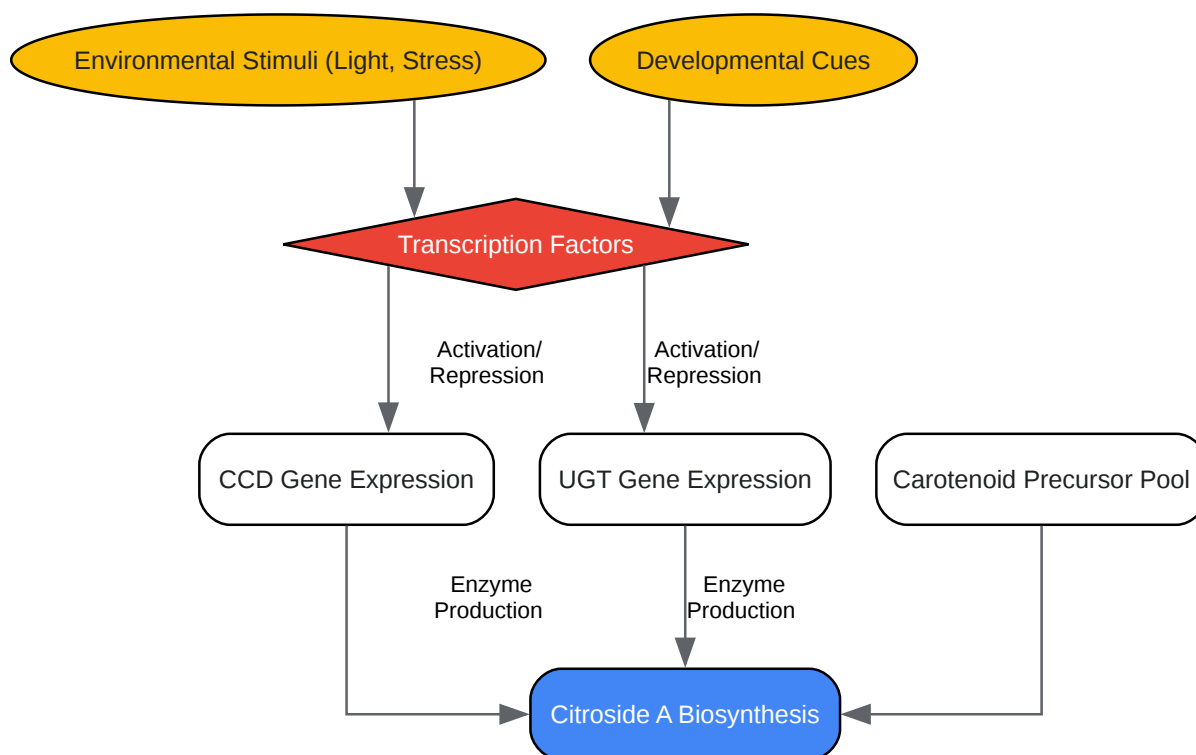 Environmental Stimuli (Light, Stress)
Developmental Cues
Transcription Factors
Activation/
Repression
Activation/
Repression
CCD Gene Expression
UGT Gene Expression
Carotenoid Precursor Pool
Enzyme
Production
Enzyme
Production
Citroside A Biosynthesis